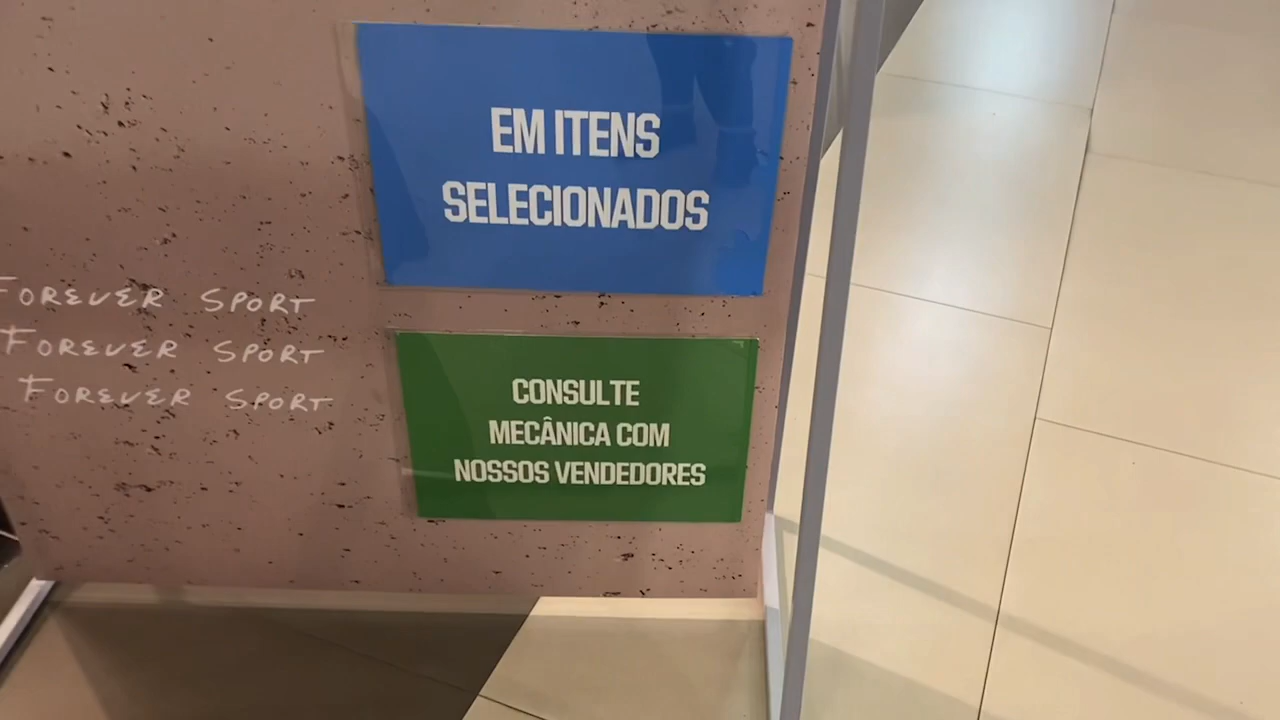 EM ITENS
SELECIONADOS
FOREVER SPORT
FOREVER SPORT
FOREVER SPORT
CONSULTE
MECÂNICA COM
NOSSOS VENDEDORES